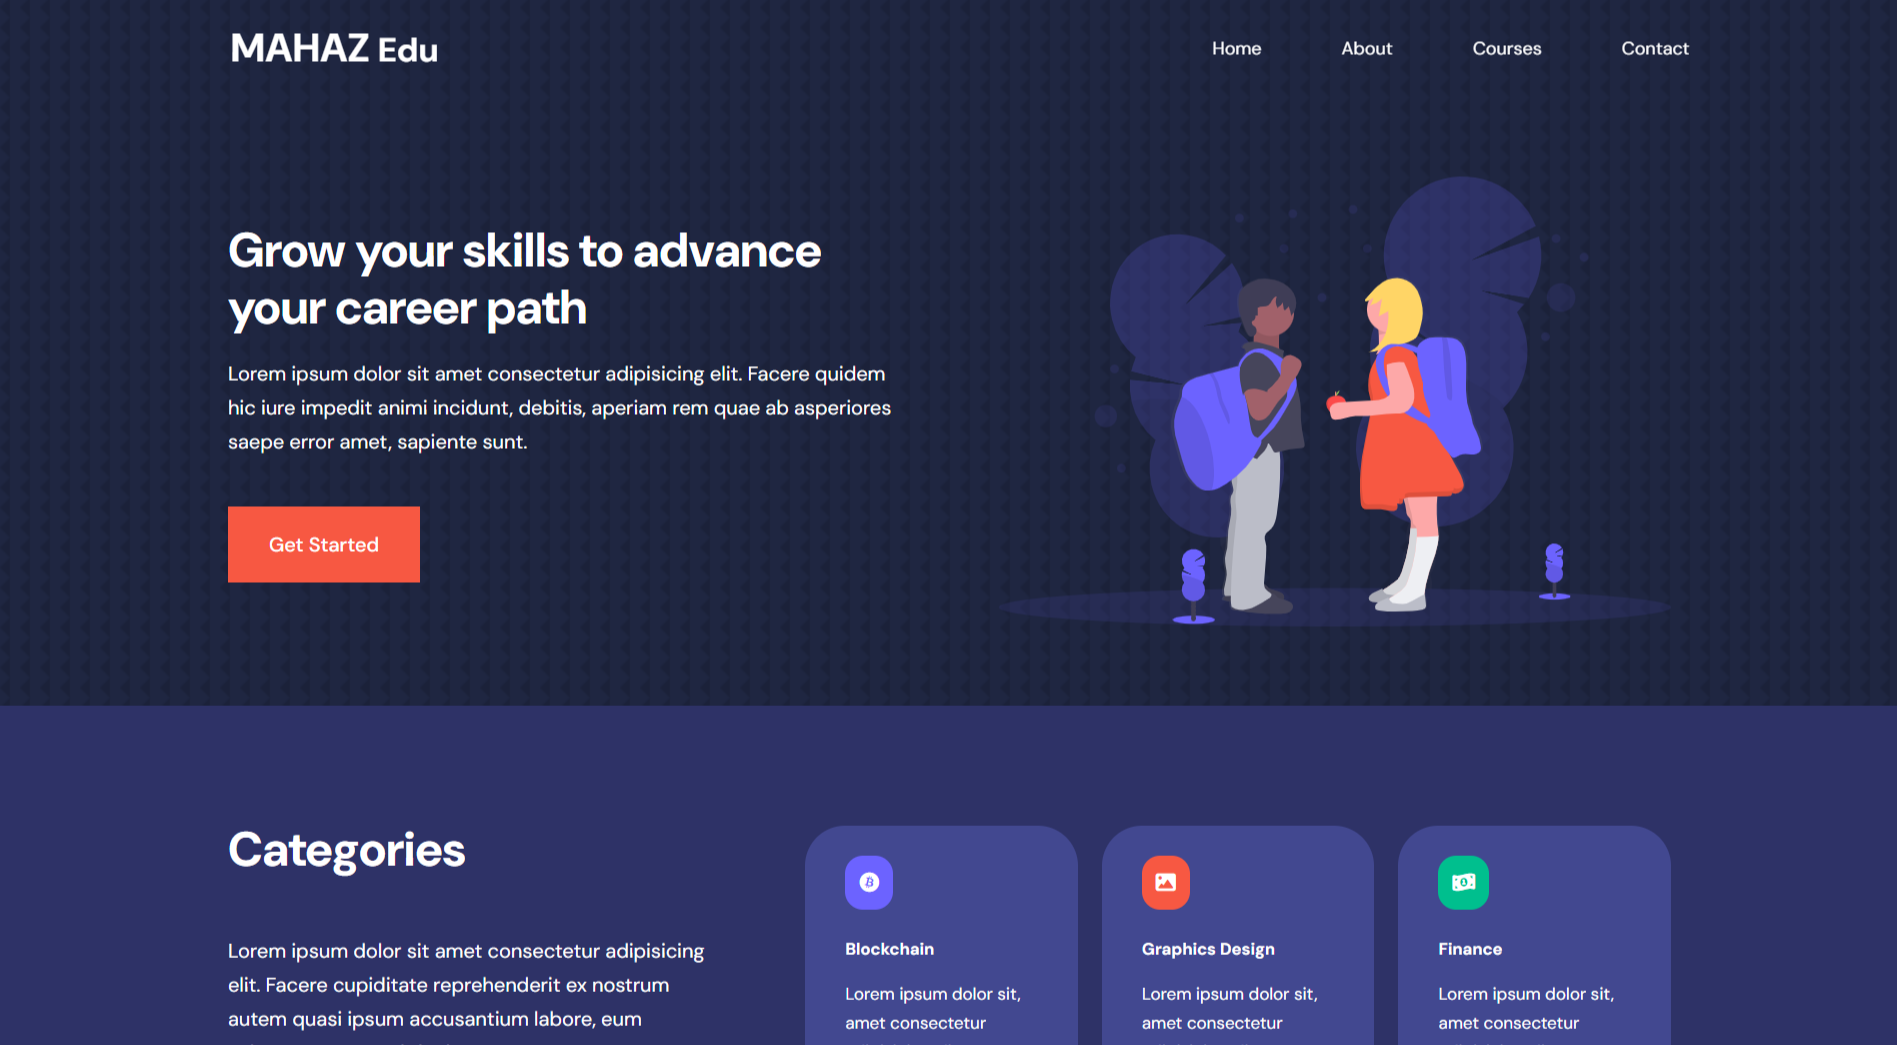 MAHAZ Edu
Home
About
Courses
Contact
Grow your skills to advance
your career path
Lorem ipsum dolor sit amet consectetur adipisicing elit. Facere quidem
hic iure impedit animi incidunt, debitis, aperiam rem quae ab asperiores
saepe error amet, sapiente sunt.
Get Started
Categories
Lorem ipsum dolor sit amet consectetur adipisicing
elit. Facere cupiditate reprehenderit ex nostrum
autem quasi ipsum accusantium labore, eum
Blockchain
Lorem ipsum dolor sit,
amet consectetur
Graphics Design
Lorem ipsum dolor sit,
amet consectetur
Finance
Lorem ipsum dolor sit,
amet consectetur